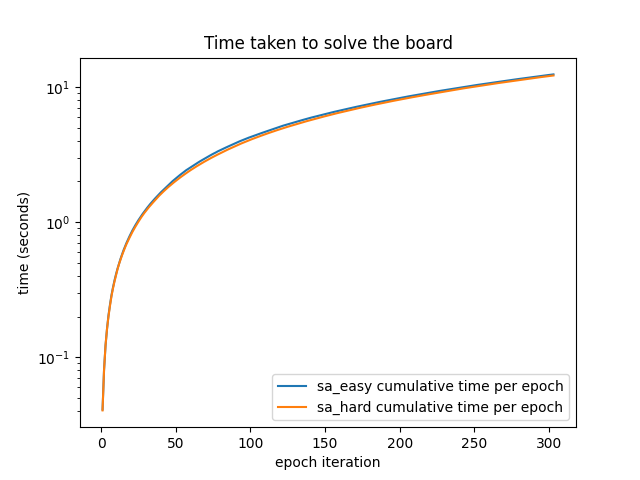 Time taken to solve the board
10¹
10⁰
10⁻¹
time (seconds)
sa_easy cumulative time per epoch
sa_hard cumulative time per epoch
0 50 100 150 200 250 300
epoch iteration